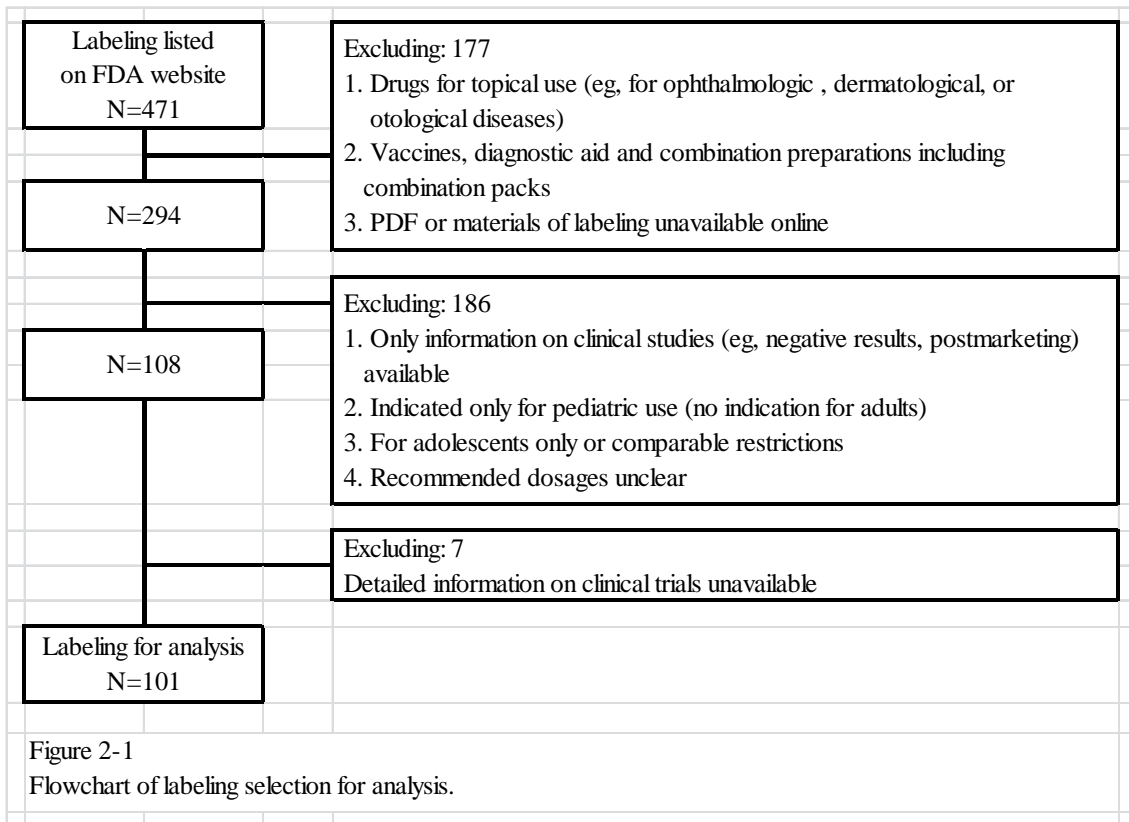 Labeling listed
on FDA website
N=471
Excluding: 177
1. Drugs for topical use (eg, for ophthalmologic , dermatological, or
otological diseases)
2. Vaccines, diagnostic aid and combination preparations including
combination packs
3. PDF or materials of labeling unavailable online
N=294
Excluding: 186
1. Only information on clinical studies (eg, negative results, postmarketing)
available
2. Indicated only for pediatric use (no indication for adults)
3. For adolescents only or comparable restrictions
4. Recommended dosages unclear
N=108
Excluding: 7
Detailed information on clinical trials unavailable
Labeling for analysis
N=101
Figure 2-1
Flowchart of labeling selection for analysis.